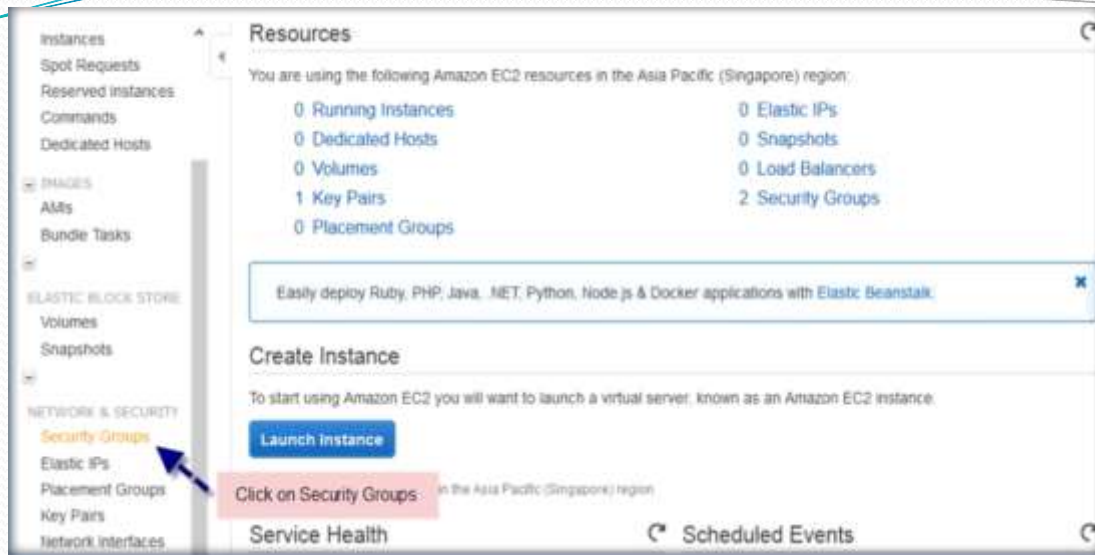 Instances
Spot Requests
Reserved Instances
Commands
Dedicated Hosts
IMAGES
AMIs
Bundle Tasks
ELASTIC BLOCK STORE
Volumes
Snapshots
NETWORK & SECURITY
Security Groups
Elastic IPs
Placement Groups
Key Pairs
Network Interfaces
Resources
You are using the following Amazon EC2 resources in the Asia Pacific (Singapore) region:
0 Running Instances
0 Elastic IPs
0 Dedicated Hosts
0 Snapshots
0 Volumes
0 Load Balancers
1 Key Pairs
2 Security Groups
0 Placement Groups
Easily deploy Ruby, PHP, Java, .NET, Python, Node.js & Docker applications with Elastic Beanstalk.
Create Instance
To start using Amazon EC2 you will want to launch a virtual server, known as an Amazon EC2 instance.
Launch Instance
Click on Security Groups
in the Asia Pacific (Singapore) region
Service Health
Scheduled Events